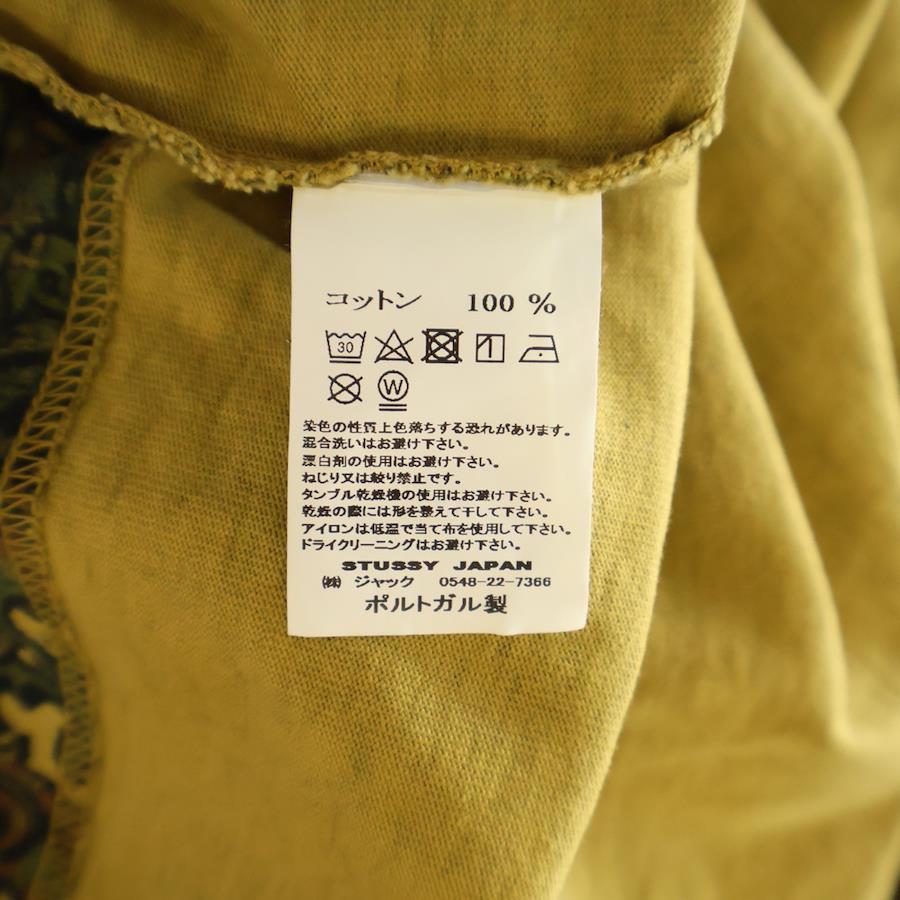 コットン 100 %
30
W
染色の性質上色落ちする恐れがあります。
混合洗いはお避け下さい。
漂白剤の使用はお避け下さい。
ねじり又は絞り禁止です。
タンブル乾燥機の使用はお避け下さい。
乾燥の際には形を整えて干して下さい。
アイロンは低温で当て布を使用して下さい。
ドライクリーニングはお避け下さい。
STUSSY JAPAN
㈱ ジャック 0548-22-7366
ポルトガル製